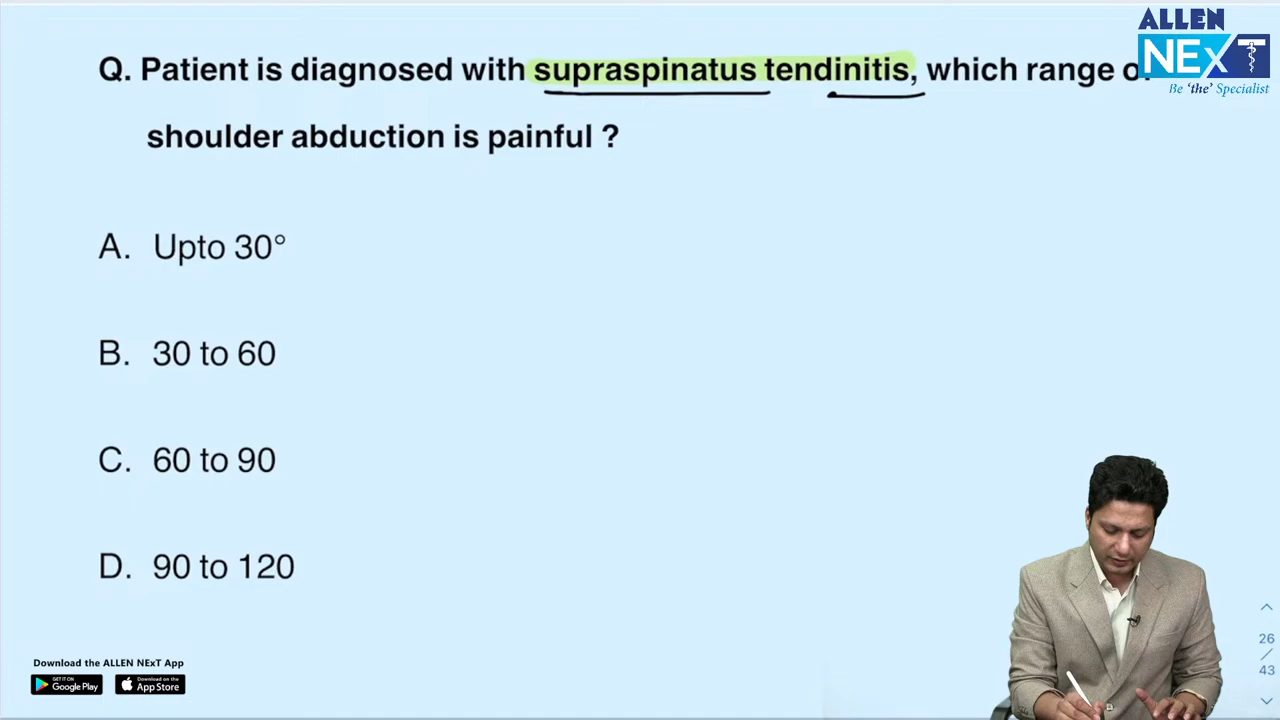 ALLEN
NExT
Be 'the' Specialist
Q. Patient is diagnosed with supraspinatus tendinitis, which range of
shoulder abduction is painful ?
A. Upto 30°
B. 30 to 60
C. 60 to 90
D. 90 to 120
Download the ALLEN NExT App
GET IT ON
Google Play
Download on the
App Store
26
/
43